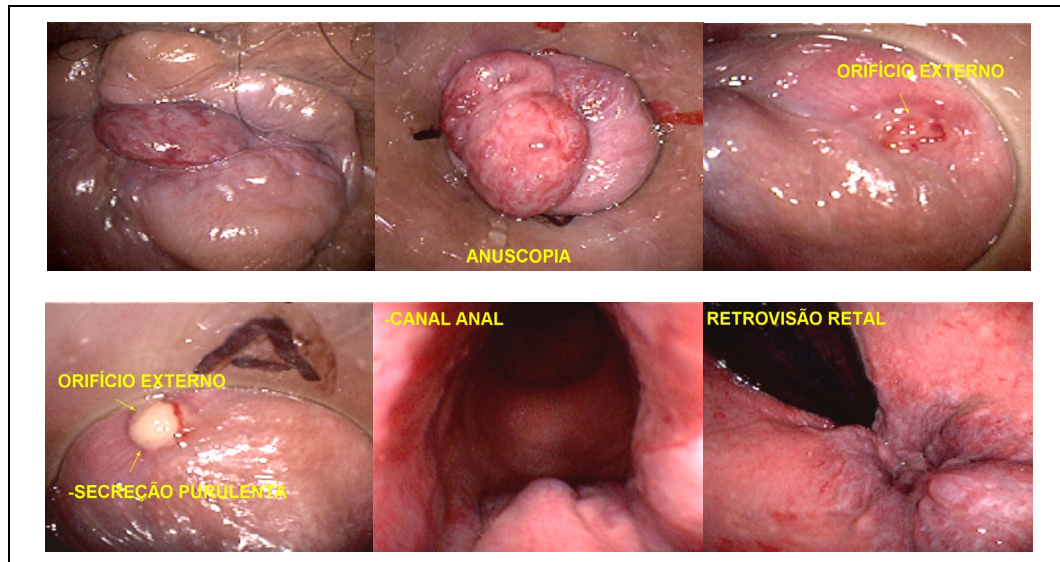 ORIFÍCIO EXTERNO
ANUSCOPIA
ORIFÍCIO EXTERNO
-SECREÇÃO PURULENTA
-CANAL ANAL
RETROVISÃO RETAL